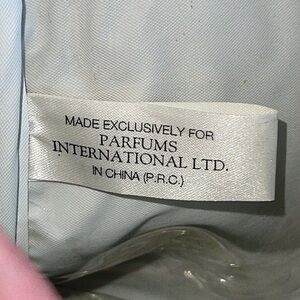 MADE EXCLUSIVELY FOR
PARFUMS
INTERNATIONAL LTD.
IN CHINA (P.R.C.)